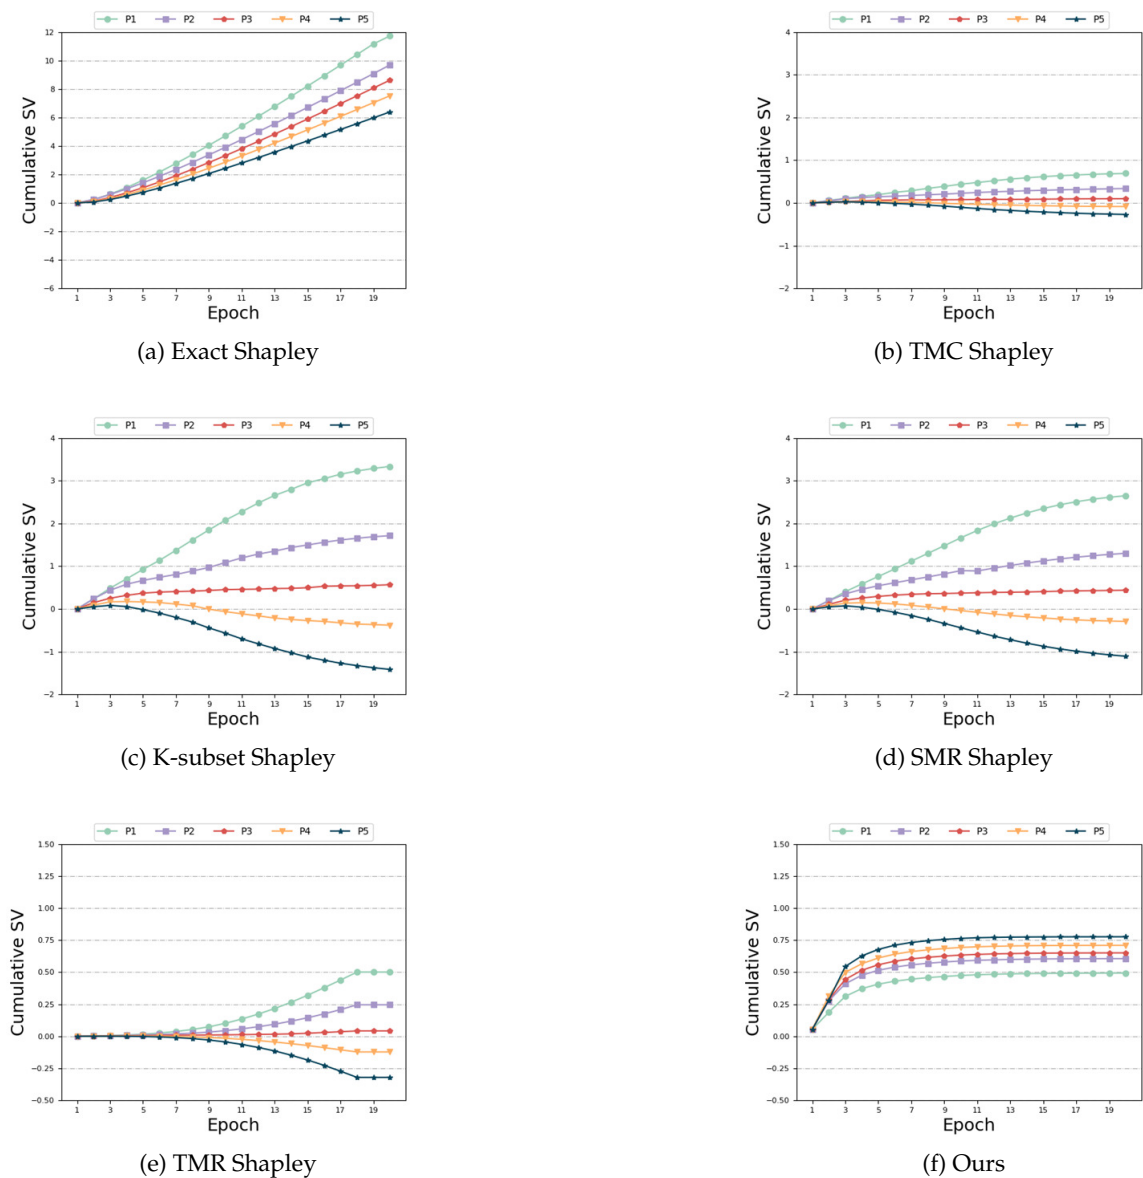 P1 P2 P3 P4 P5
12
10
8
6
4
2
0
−2
−4
−6
Cumulative SV
1 3 5 7 9 11 13 15 17 19
Epoch
(a) Exact Shapley
P1 P2 P3 P4 P5
4
3
2
1
0
−1
−2
Cumulative SV
1 3 5 7 9 11 13 15 17 19
Epoch
(b) TMC Shapley
P1 P2 P3 P4 P5
4
3
2
1
0
−1
−2
Cumulative SV
1 3 5 7 9 11 13 15 17 19
Epoch
(c) K-subset Shapley
P1 P2 P3 P4 P5
4
3
2
1
0
−1
−2
Cumulative SV
1 3 5 7 9 11 13 15 17 19
Epoch
(d) SMR Shapley
P1 P2 P3 P4 P5
1.50
1.25
1.00
0.75
0.50
0.25
0.00
−0.25
−0.50
Cumulative SV
1 3 5 7 9 11 13 15 17 19
Epoch
(e) TMR Shapley
P1 P2 P3 P4 P5
1.50
1.25
1.00
0.75
0.50
0.25
0.00
−0.25
−0.50
Cumulative SV
1 3 5 7 9 11 13 15 17 19
Epoch
(f) Ours